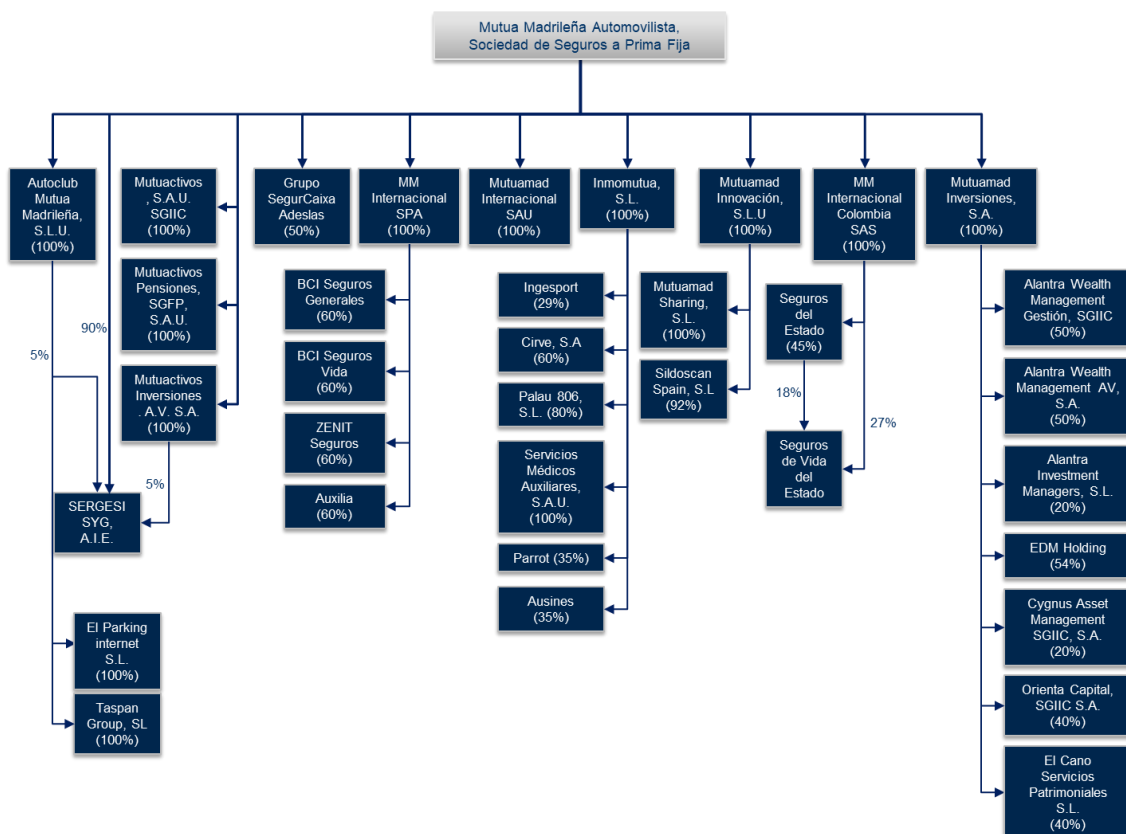 Mutua Madrileña Automovilista,
Sociedad de Seguros a Prima Fija
Autoclub
Mutua
Madrileña,
S.L.U.
(100%)
Mutuactivos
, S.A.U.
SGIIC
(100%)
Grupo
SegurCaixa
Adeslas
(50%)
MM
Internacional
SPA
(100%)
Mutuamad
Internacional
SAU
(100%)
Inmomutua,
S.L.
(100%)
Mutuamad
Innovación,
S.L.U
(100%)
MM
Internacional
Colombia
SAS
(100%)
Mutuamad
Inversiones,
S.A.
(100%)
Mutuactivos
Pensiones,
SGFP,
S.A.U.
(100%)
90%
5%
Mutuactivos
Inversiones
. A.V. S.A.
(100%)
5%
SERGESI
SYG,
A.I.E.
El Parking
internet
S.L.
(100%)
Taspan
Group, SL
(100%)
BCI Seguros
Generales
(60%)
BCI Seguros
Vida
(60%)
ZENIT
Seguros
(60%)
Auxilia
(60%)
Ingesport
(29%)
Cirve, S.A
(60%)
Palau 806,
S.L. (80%)
Servicios
Médicos
Auxiliares,
S.A.U.
(100%)
Parrot (35%)
Ausines
(35%)
Mutuamad
Sharing,
S.L.
(100%)
Sildoscan
Spain, S.L
(92%)
Seguros
del
Estado
(45%)
18%
27%
Seguros
de Vida
del
Estado
Alantra Wealth
Management
Gestión, SGIIC
(50%)
Alantra Wealth
Management AV,
S.A.
(50%)
Alantra
Investment
Managers, S.L.
(20%)
EDM Holding
(54%)
Cygnus Asset
Management
SGIIC, S.A.
(20%)
Orienta Capital,
SGIIC S.A.
(40%)
El Cano
Servicios
Patrimoniales
S.L.
(40%)